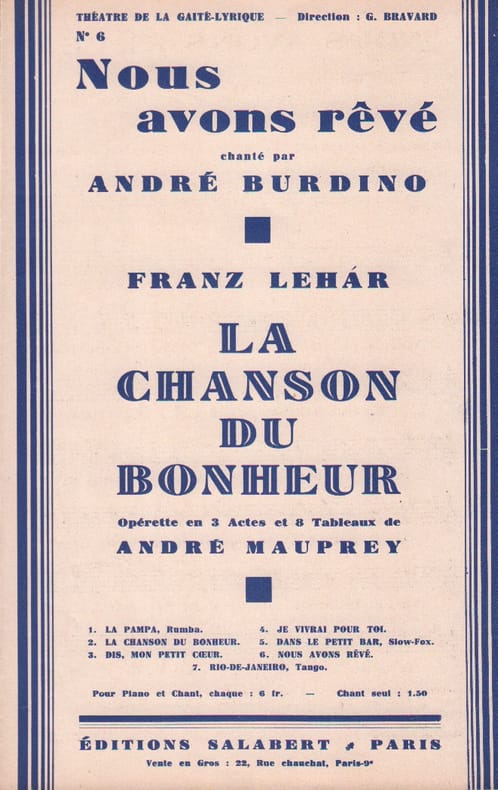 THÉATRE DE LA GAITÉ-LYRIQUE — Direction : G. BRAVARD
N° 6
Nous
avons rêvé
chanté par
ANDRÉ BURDINO
FRANZ LEHÁR
LA
CHANSON
DU
BONHEUR
Opérette en 3 Actes et 8 Tableaux de
ANDRÉ MAUPREY
1. LA PAMPA, Rumba.
2. LA CHANSON DU BONHEUR.
3. DIS, MON PETIT CŒUR.
4. JE VIVRAI POUR TOI.
5. DANS LE PETIT BAR, Slow-Fox.
6. NOUS AVONS RÊVÉ.
7. RIO-DE-JANEIRO, Tango.
Pour Piano et Chant, chaque : 6 fr. — Chant seul : 1.50
ÉDITIONS SALABERT PARIS
Vente en Gros : 22, Rue chauchat, Paris-9e